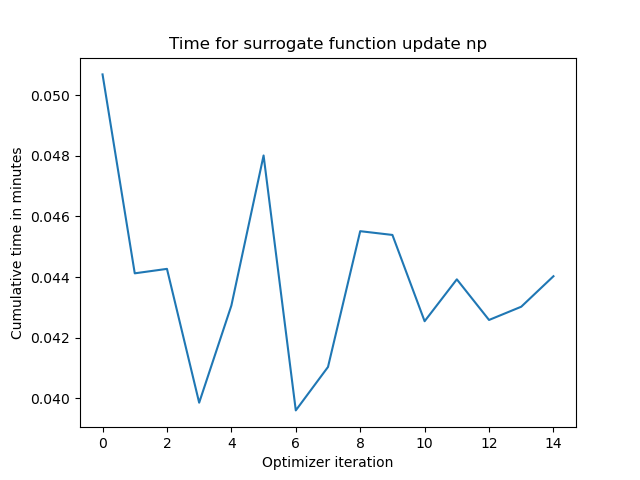 Time for surrogate function update np
Cumulative time in minutes
0.050
0.048
0.046
0.044
0.042
0.040
0 2 4 6 8 10 12 14
Optimizer iteration